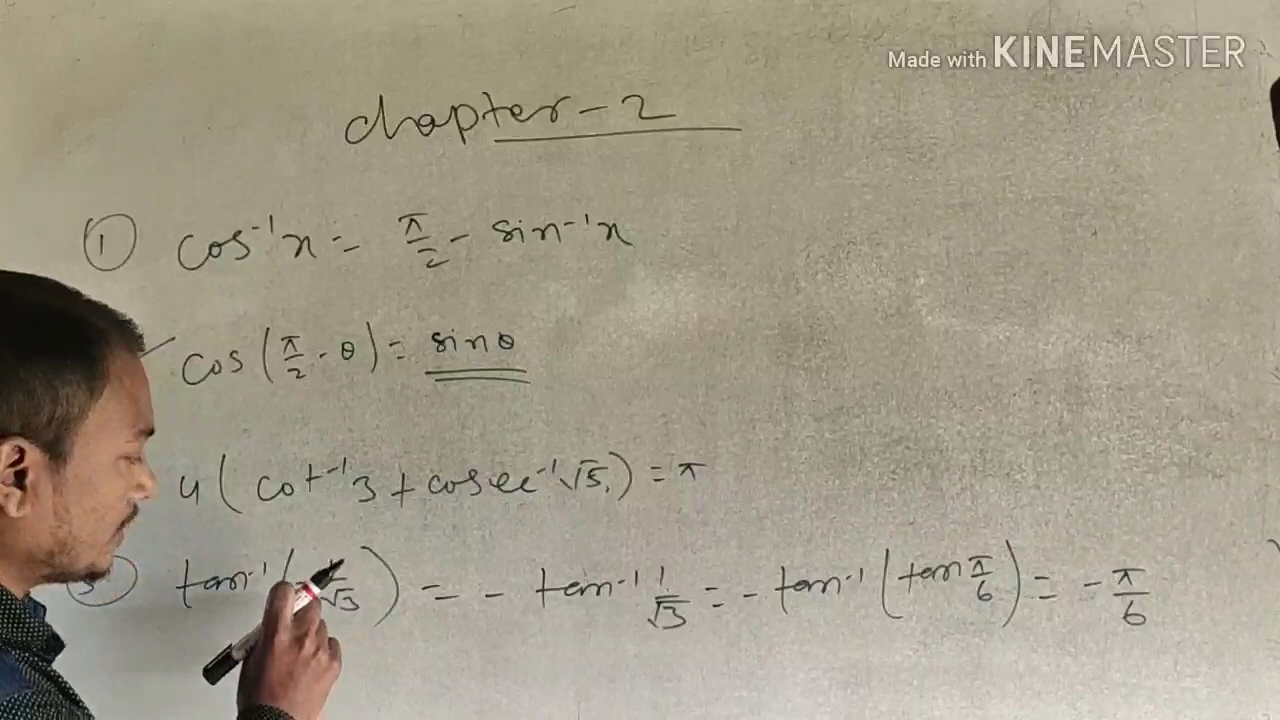 Made with KINEMASTER
chapter-2
① cos⁻¹x = π/2 - sin⁻¹x
cos(π/2 - θ) = sinθ
4(cot⁻¹3 + cosec⁻¹√5) = π
tan⁻¹( √3) = - tan⁻¹ 1/√3 = - tan⁻¹(tan π/6) = - π/6